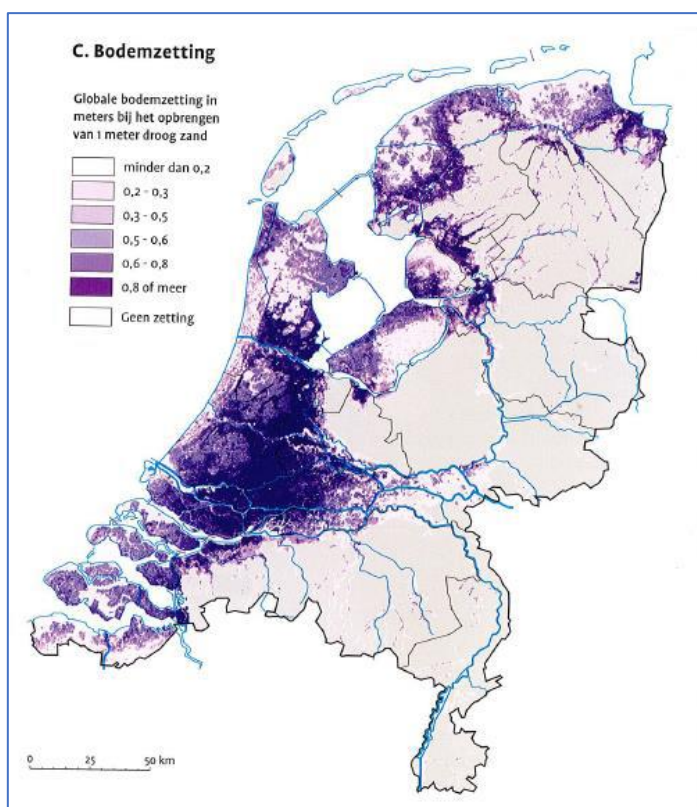 C. Bodemzetting
Globale bodemzetting in
meters bij het opbrengen
van 1 meter droog zand
minder dan 0,2
0,2 - 0,3
0,3 - 0,5
0,5 - 0,6
0,6 - 0,8
0,8 of meer
Geen zetting
0 25 50 km